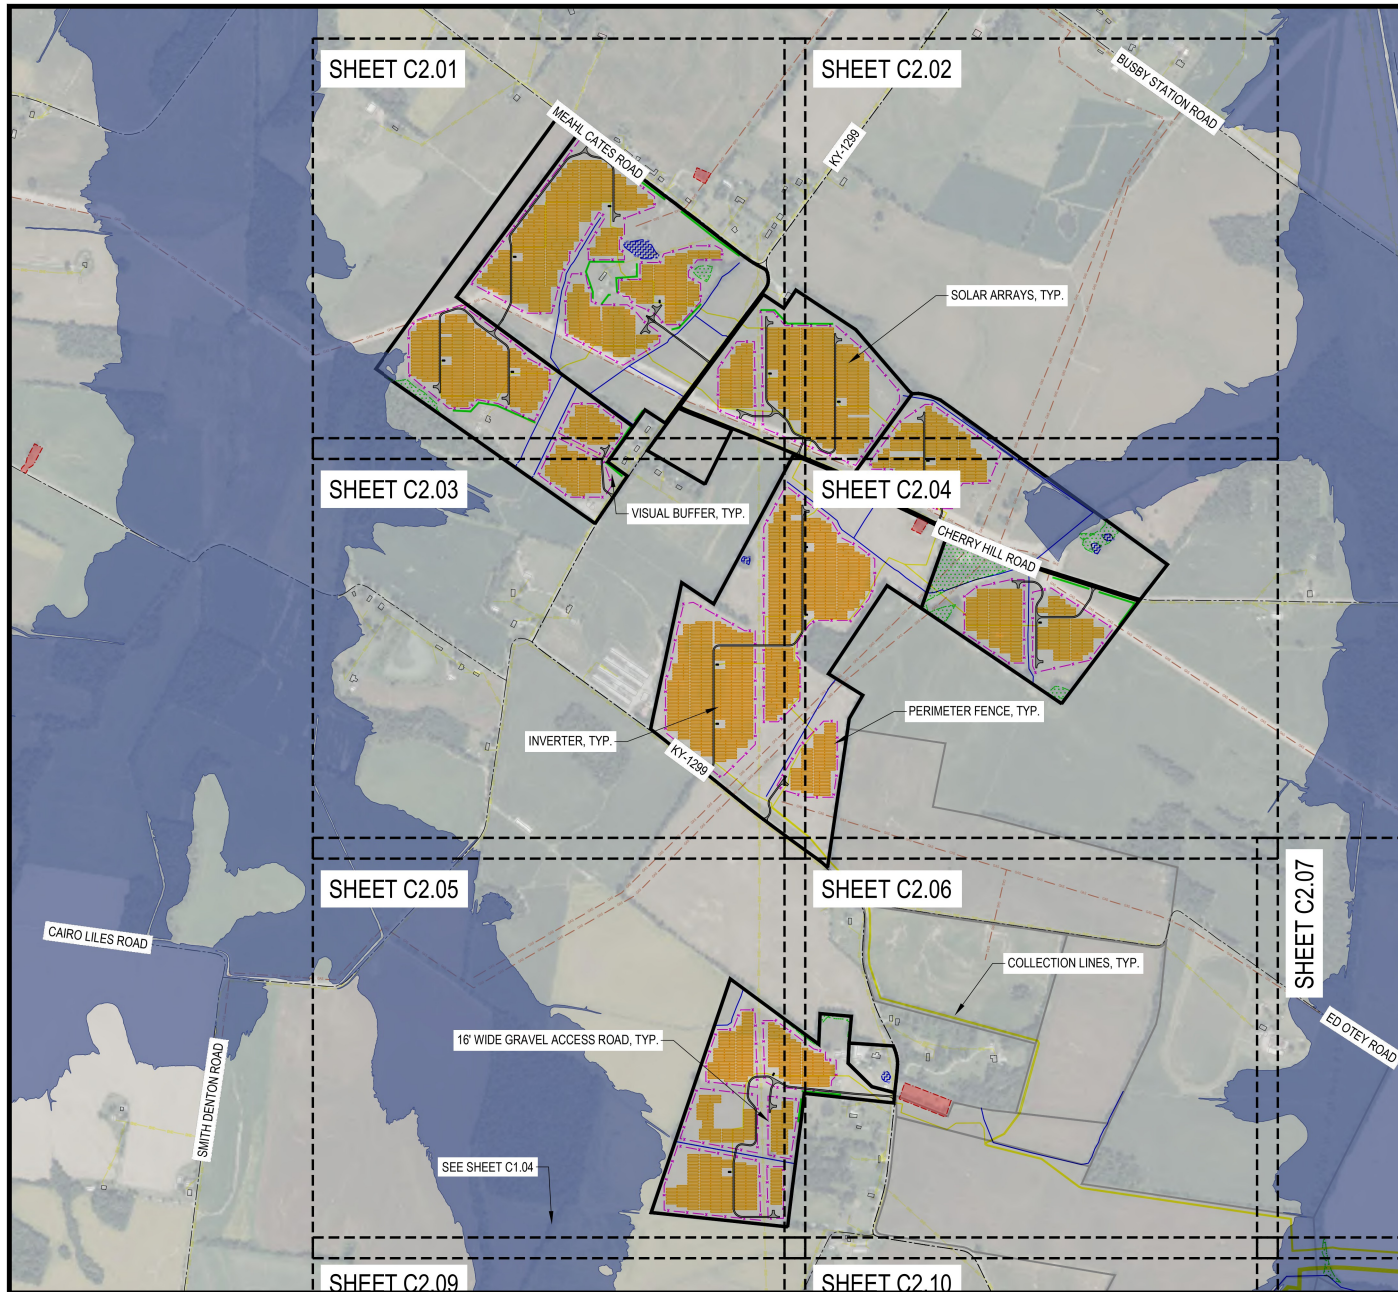 SHEET C2.01
SHEET C2.02
BUSBY STATION ROAD
MEAHL CATES ROAD
KY-1299
SOLAR ARRAYS, TYP.
SHEET C2.03
SHEET C2.04
VISUAL BUFFER, TYP.
CHERRY HILL ROAD
PERIMETER FENCE, TYP.
INVERTER, TYP.
KY-1299
SHEET C2.05
SHEET C2.06
SHEET C2.07
CAIRO LILES ROAD
COLLECTION LINES, TYP.
ED OTEY ROAD
16' WIDE GRAVEL ACCESS ROAD, TYP.
SMITH DENTON ROAD
SEE SHEET C1.04
SHEET C2.09
SHEET C2.10